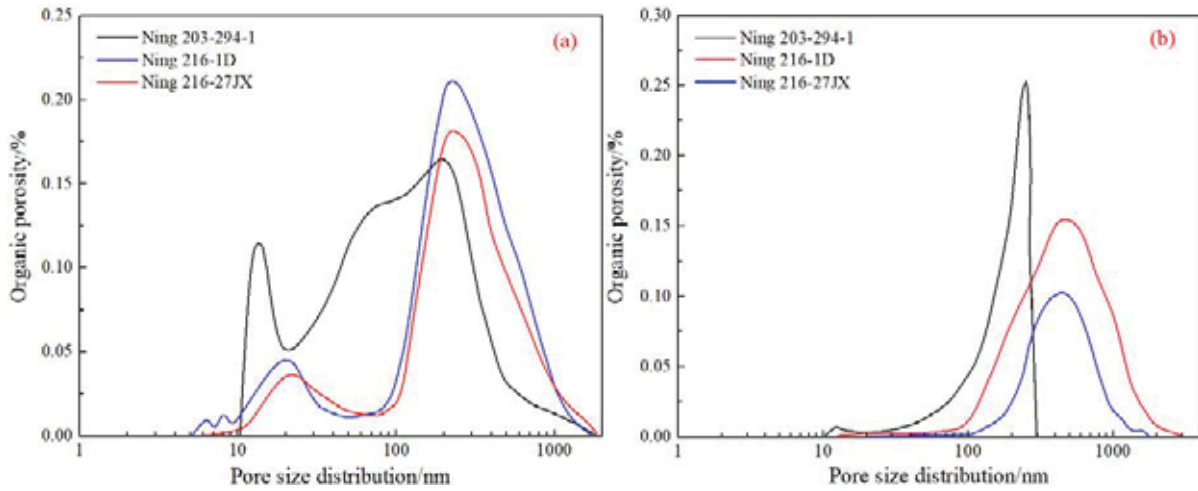 0.25
0.20
0.15
0.10
0.05
0.00
Organic porosity/%
Ning 203-294-1
Ning 216-1D
Ning 216-27JX
(a)
1
10
100
1000
Pore size distribution/nm
0.30
0.25
0.20
0.15
0.10
0.05
0.00
Organic porosity/%
Ning 203-294-1
Ning 216-1D
Ning 216-27JX
(b)
1
10
100
1000
Pore size distribution/nm